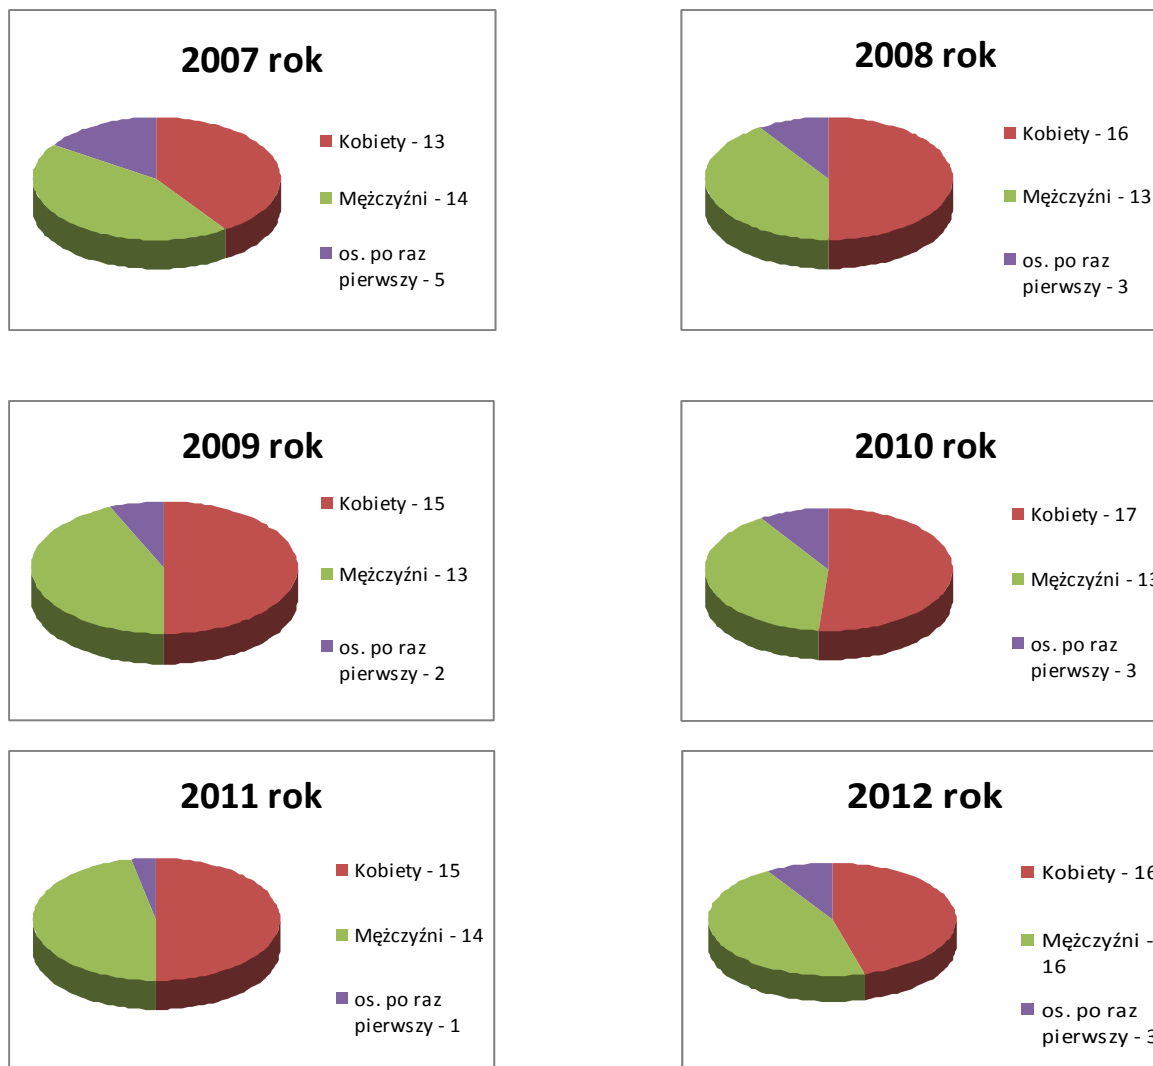 2007 rok
Kobiety - 13
Mężczyźni - 14
os. po raz
pierwszy - 5
2008 rok
Kobiety - 16
Mężczyźni - 13
os. po raz
pierwszy - 3
2009 rok
Kobiety - 15
Mężczyźni - 13
os. po raz
pierwszy - 2
2010 rok
Kobiety - 17
Mężczyźni - 13
os. po raz
pierwszy - 3
2011 rok
Kobiety - 15
Mężczyźni - 14
os. po raz
pierwszy - 1
2012 rok
Kobiety - 16
Mężczyźni -
16
os. po raz
pierwszy - 3